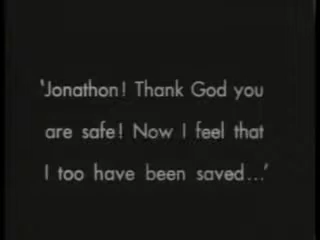 'Jonathon! Thank God you
are safe! Now I feel that
I too have been saved...'